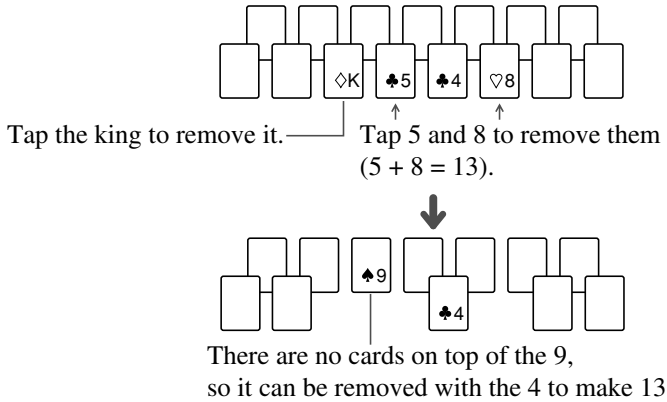 ♢K ♣5 ♣4 ♡8
Tap the king to remove it.
Tap 5 and 8 to remove them
(5 + 8 = 13).
♠9
♣4
There are no cards on top of the 9,
so it can be removed with the 4 to make 13